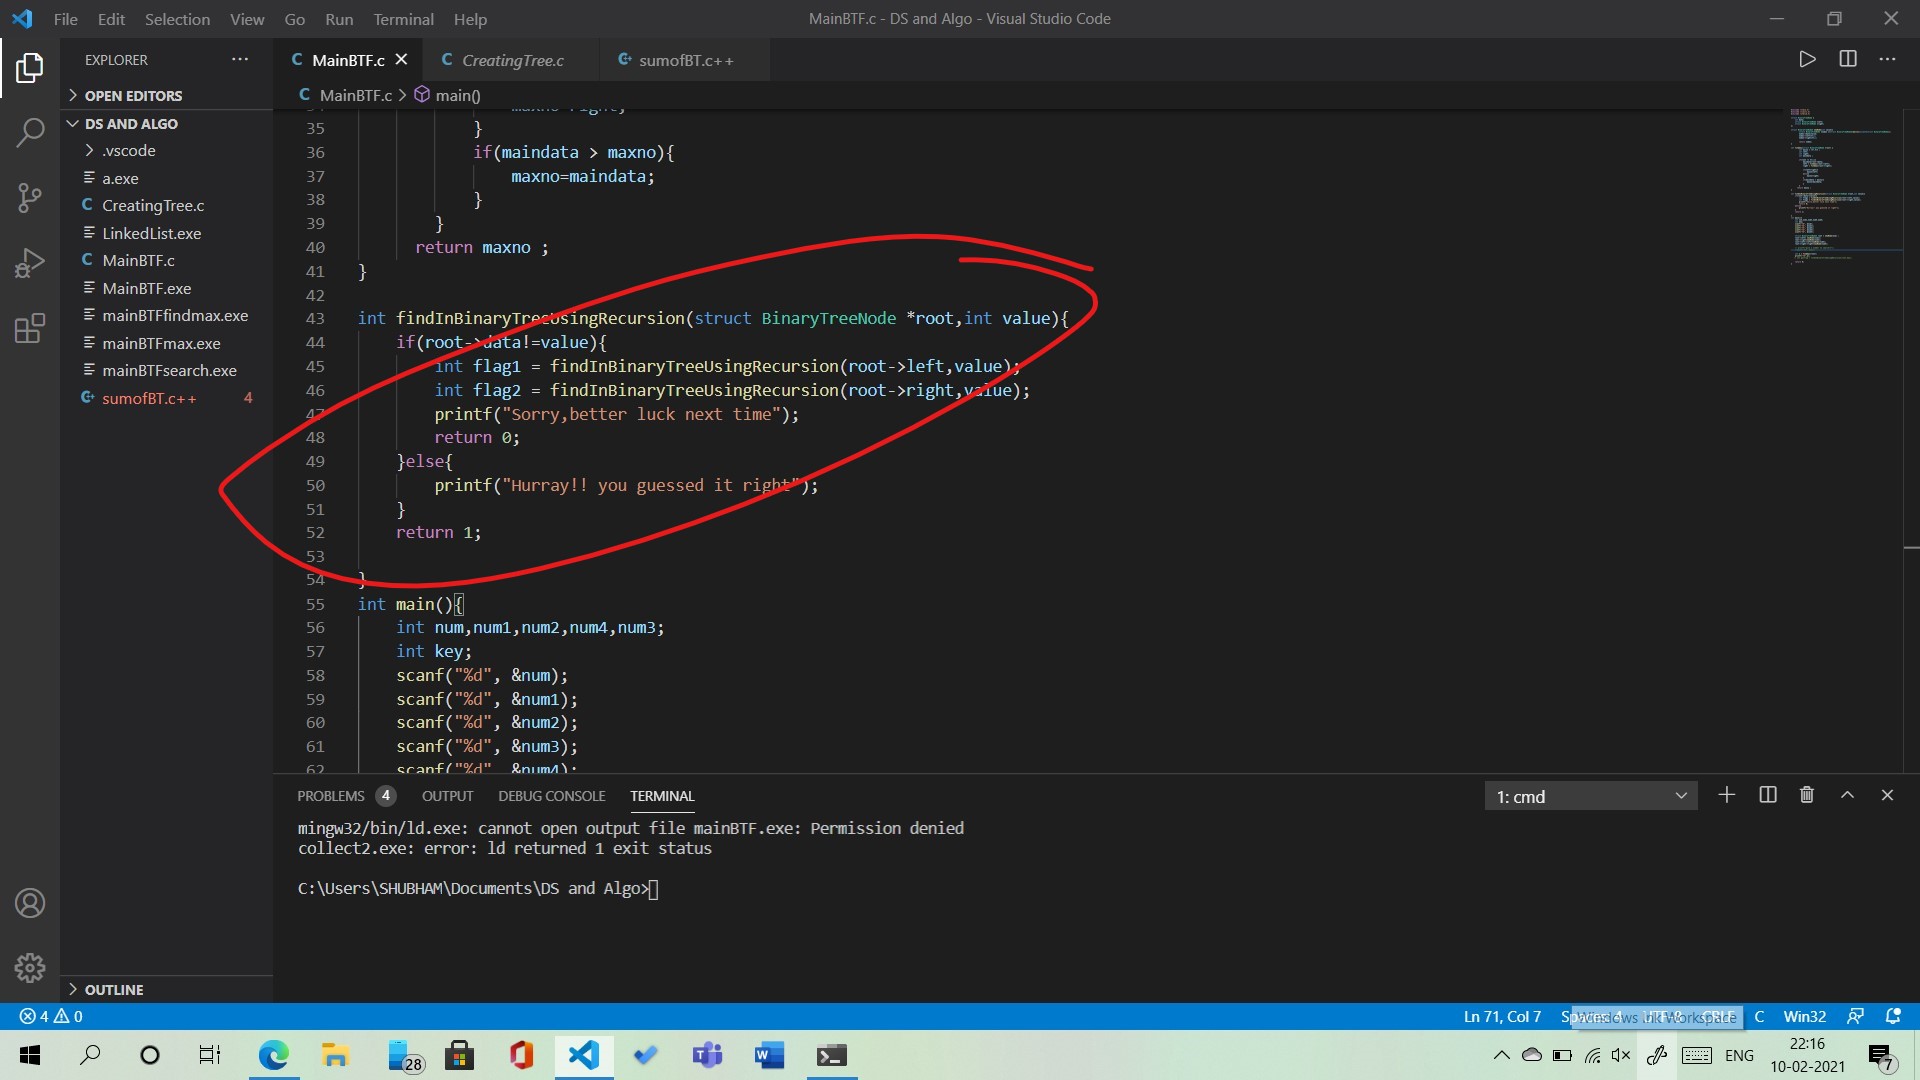 File Edit Selection View Go Run Terminal Help
MainBTF.c - DS and Algo - Visual Studio Code
EXPLORER
OPEN EDITORS
DS AND ALGO
.vscode
a.exe
C CreatingTree.c
LinkedList.exe
C MainBTF.c
MainBTF.exe
mainBTFfindmax.exe
mainBTFmax.exe
mainBTFsearch.exe
sumofBT.c++ 4
OUTLINE
C MainBTF.c C CreatingTree.c sumofBT.c++
C MainBTF.c > main()
35 }
36 if(maindata > maxno){
37 maxno=maindata;
38 }
39 }
40 return maxno ;
41 }
42
43 int findInBinaryTreeUsingRecursion(struct BinaryTreeNode *root,int value){
44 if(root->data!=value){
45 int flag1 = findInBinaryTreeUsingRecursion(root->left,value);
46 int flag2 = findInBinaryTreeUsingRecursion(root->right,value);
47 printf("Sorry,better luck next time");
48 return 0;
49 }else{
50 printf("Hurray!! you guessed it right");
51 }
52 return 1;
53
54 }
55 int main(){
56 int num,num1,num2,num4,num3;
57 int key;
58 scanf("%d", &num);
59 scanf("%d", &num1);
60 scanf("%d", &num2);
61 scanf("%d", &num3);
62 scanf("%d", &num4);
PROBLEMS 4 OUTPUT DEBUG CONSOLE TERMINAL
1: cmd
mingw32/bin/ld.exe: cannot open output file mainBTF.exe: Permission denied
collect2.exe: error: ld returned 1 exit status
C:\Users\SHUBHAM\Documents\DS and Algo>
4 0
Ln 71, Col 7 Spaces: 4 UTF-8 CRLF C Win32
Windows Ink Workspace
28
ENG
22:16
10-02-2021
7